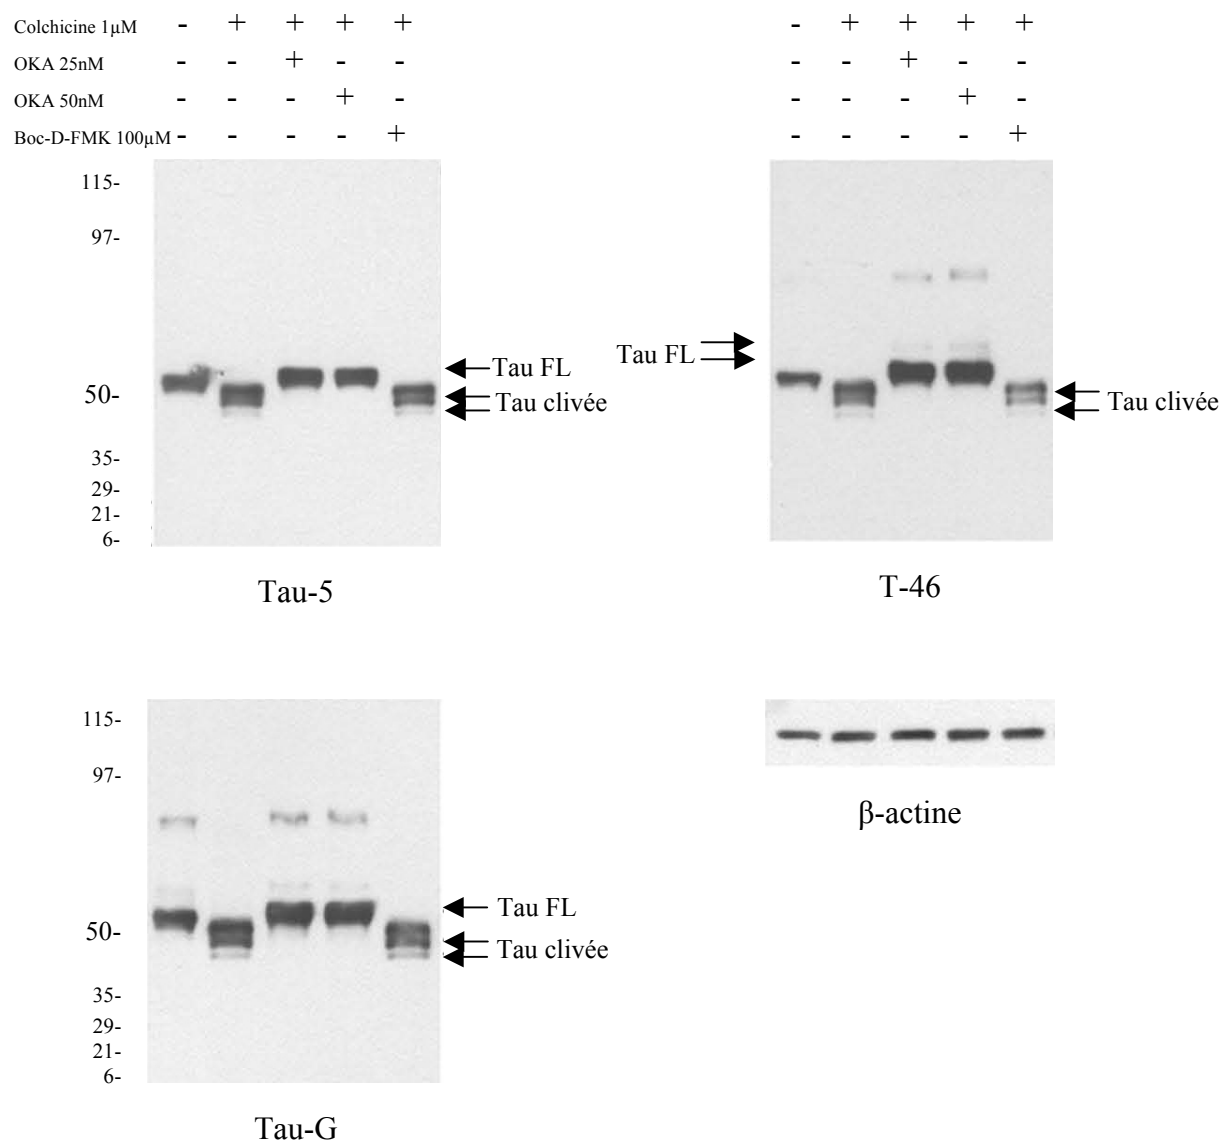 Colchicine 1µM - + + + + - + + + +
OKA 25nM - - + - - - - + - -
OKA 50nM - - - + - - - - + -
Boc-D-FMK 100µM - - - - + - - - - +
115-
97-
50-
35-
29-
21-
6-
Tau FL
Tau clivée
Tau-5
Tau FL
Tau clivée
T-46
115-
97-
50-
35-
29-
21-
6-
Tau FL
Tau clivée
Tau-G
β-actine